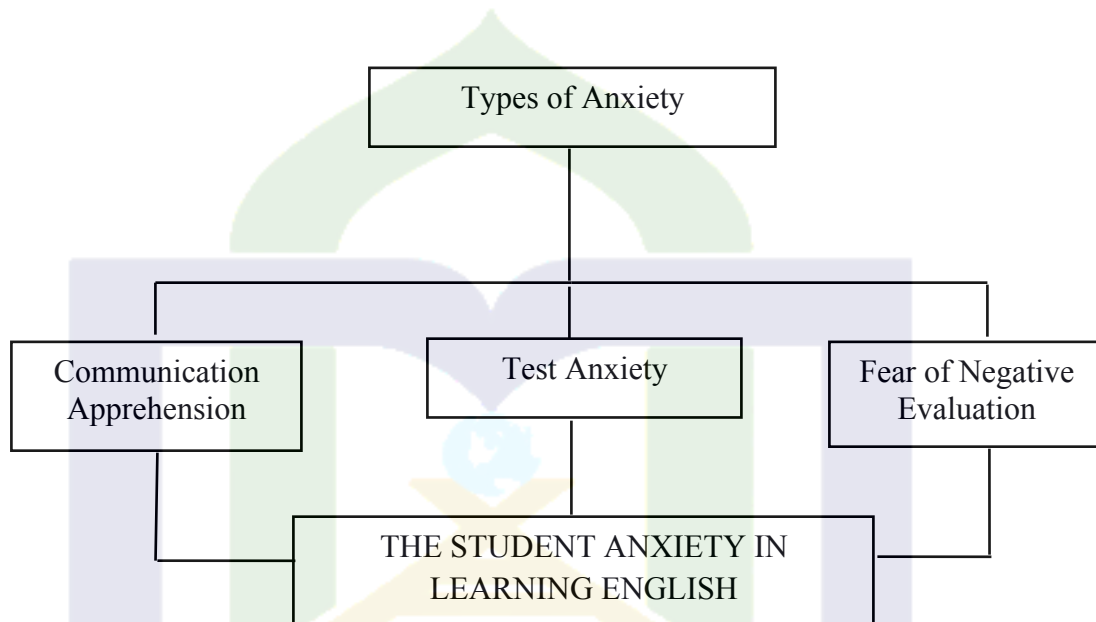 Types of Anxiety
Communication
Apprehension
Test Anxiety
Fear of Negative
Evaluation
THE STUDENT ANXIETY IN
LEARNING ENGLISH